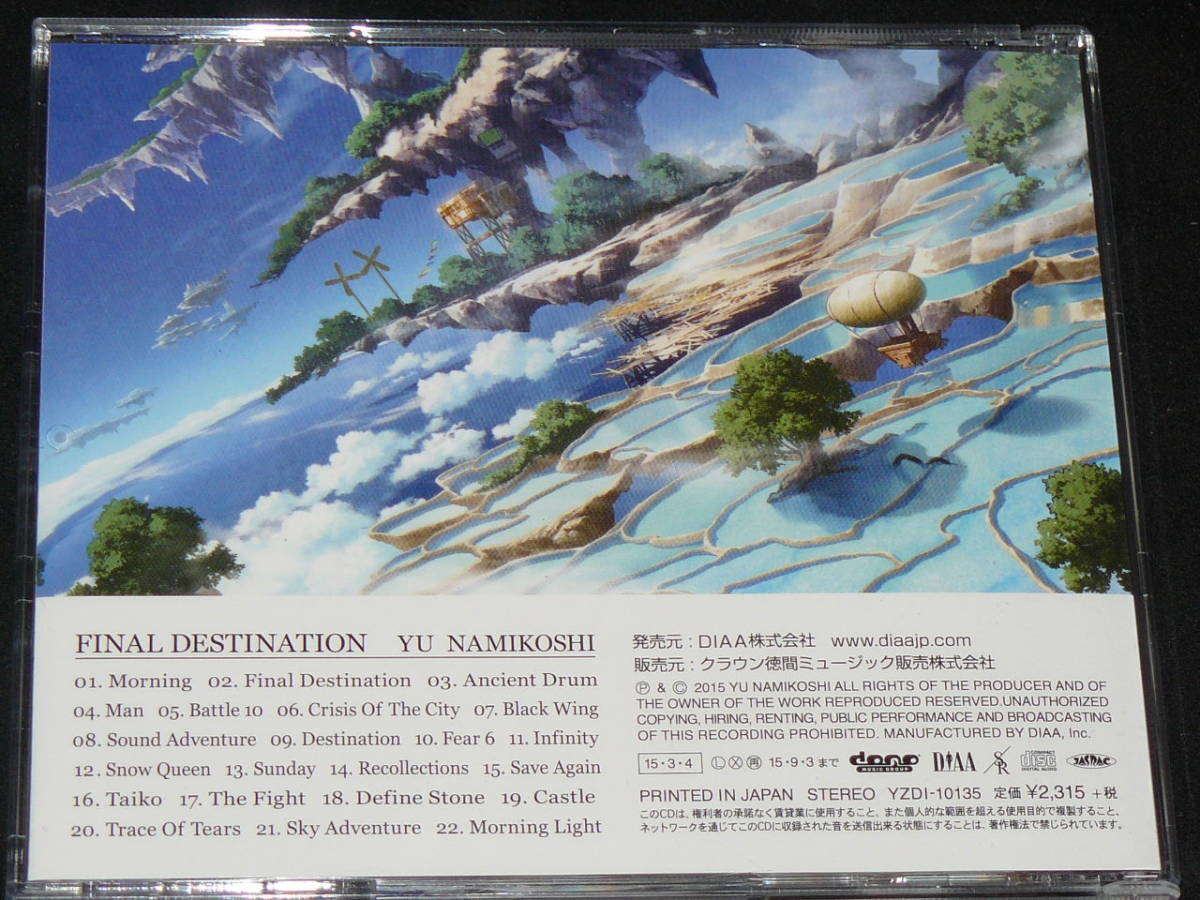 FINAL DESTINATION YU NAMIKOSHI
01. Morning 02. Final Destination 03. Ancient Drum
04. Man 05. Battle 10 06. Crisis Of The City 07. Black Wing
08. Sound Adventure 09. Destination 10. Fear 6 11. Infinity
12. Snow Queen 13. Sunday 14. Recollections 15. Save Again
16. Taiko 17. The Fight 18. Define Stone 19. Castle
20. Trace Of Tears 21. Sky Adventure 22. Morning Light
発売元 : DIAA株式会社 www.diaajp.com
販売元 : クラウン徳間ミュージック販売株式会社
Ⓟ & Ⓒ 2015 YU NAMIKOSHI ALL RIGHTS OF THE PRODUCER AND OF
THE OWNER OF THE WORK REPRODUCED RESERVED.UNAUTHORIZED
COPYING, HIRING, RENTING, PUBLIC PERFORMANCE AND BROADCASTING
OF THIS RECORDING PROHIBITED. MANUFACTURED BY DIAA, Inc.
15・3・4 Ⓛ Ⓧ ㊞ 15・9・3 まで dong MUSIC GROUP DIAA SR COMPACT disc DIGITAL AUDIO JASRAC
PRINTED IN JAPAN STEREO YZDI-10135 定価 ¥2,315 +税
このCDは、権利者の承諾なく賃貸業に使用すること、また個人的な範囲を超える使用目的で複製すること、
ネットワークを通じてこのCDに収録された音を送信出来る状態にすることは、著作権法で禁じられています。